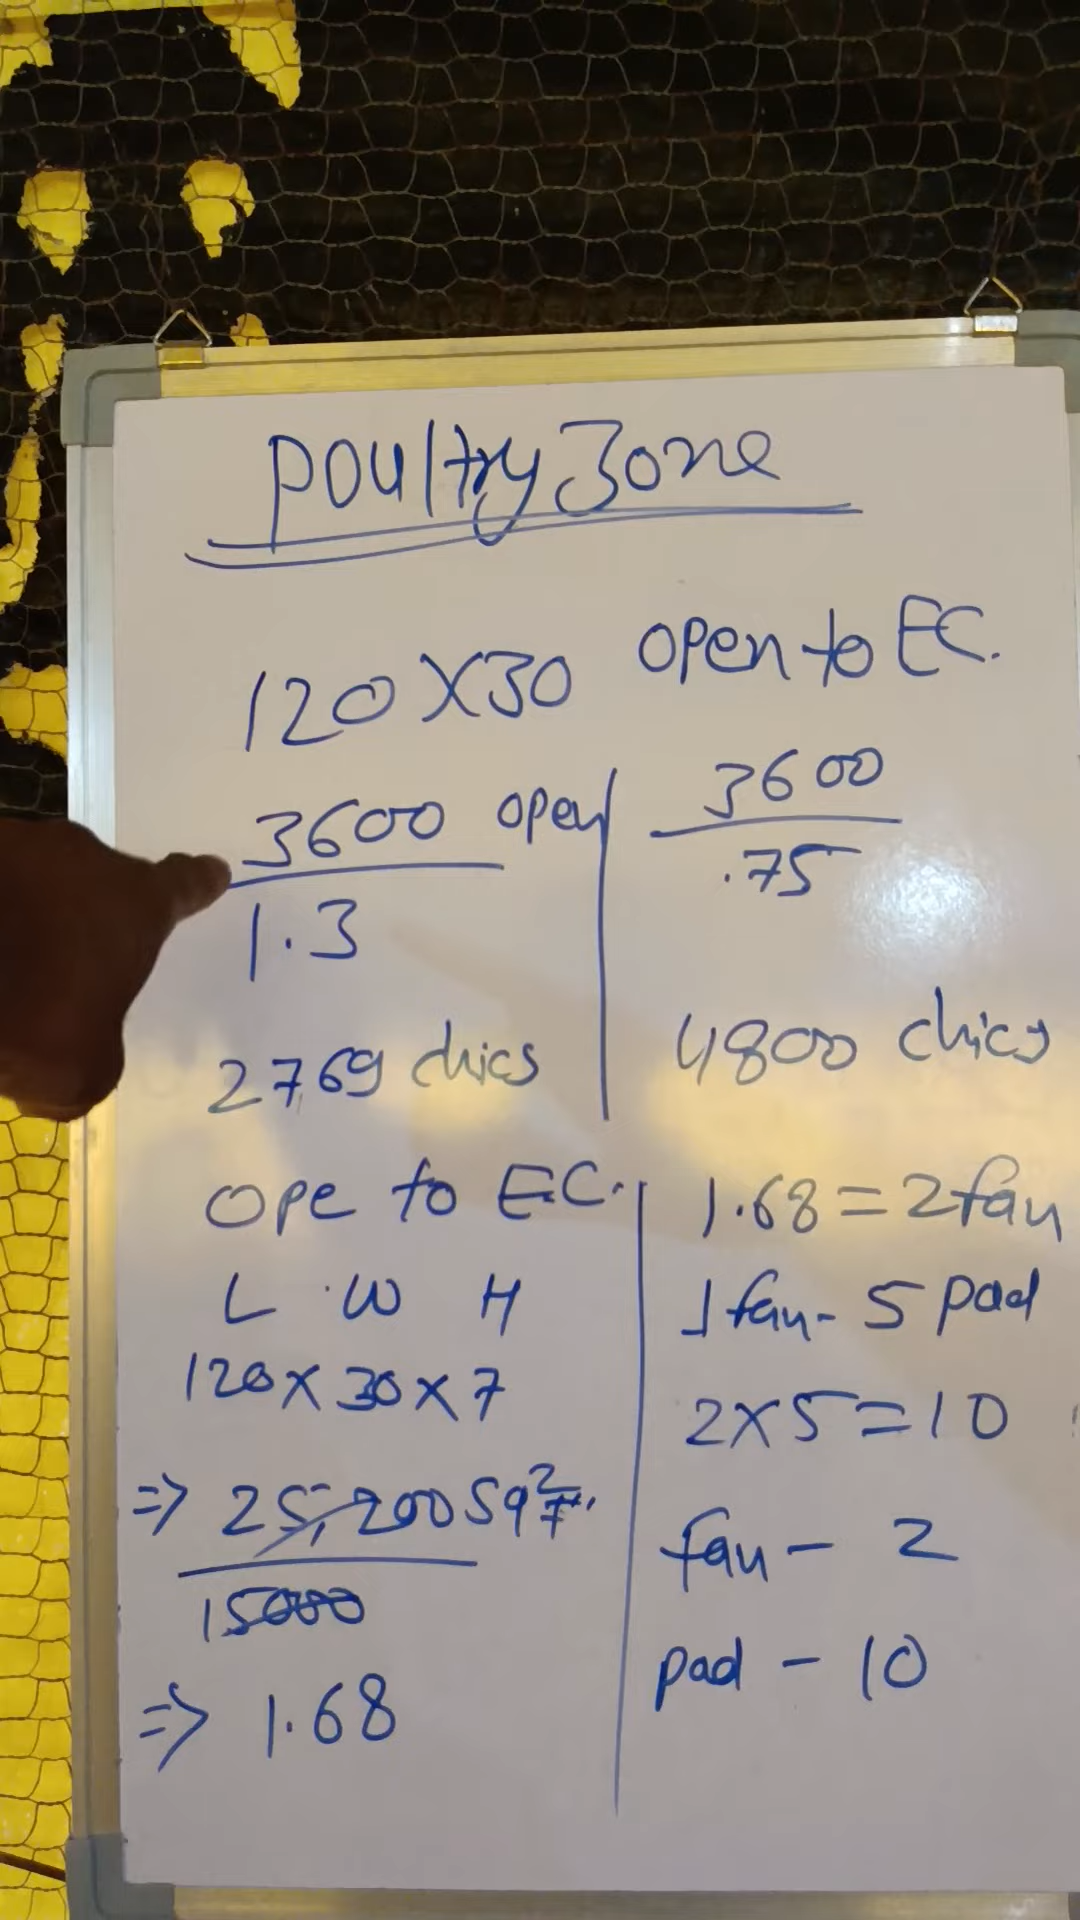 Poultry Zone
120 X 30 open to EC.
3600 open
1.3
2769 chics
3600
.75
4800 chics
Ope to E.C.
L W H
120 X 30 X 7
=> 25,200 Sq
15000
=> 1.68
1.68 = 2 fan
1 fan - 5 pad
2 X 5 = 10
fan - 2
pad - 10